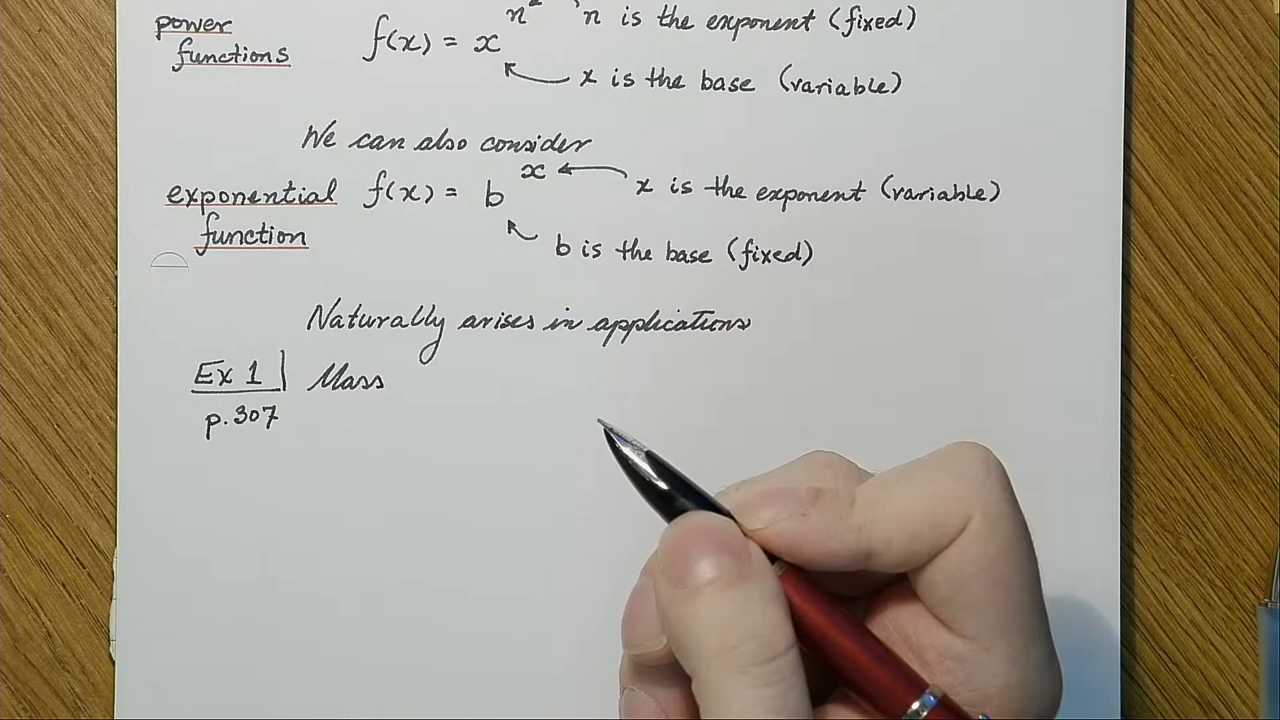 n n is the exponent (fixed)
power functions f(x) = x
x is the base (variable)
We can also consider
x x is the exponent (variable)
exponential function f(x) = b
b is the base (fixed)
Naturally arises in applications
Ex 1 Mass
p.307